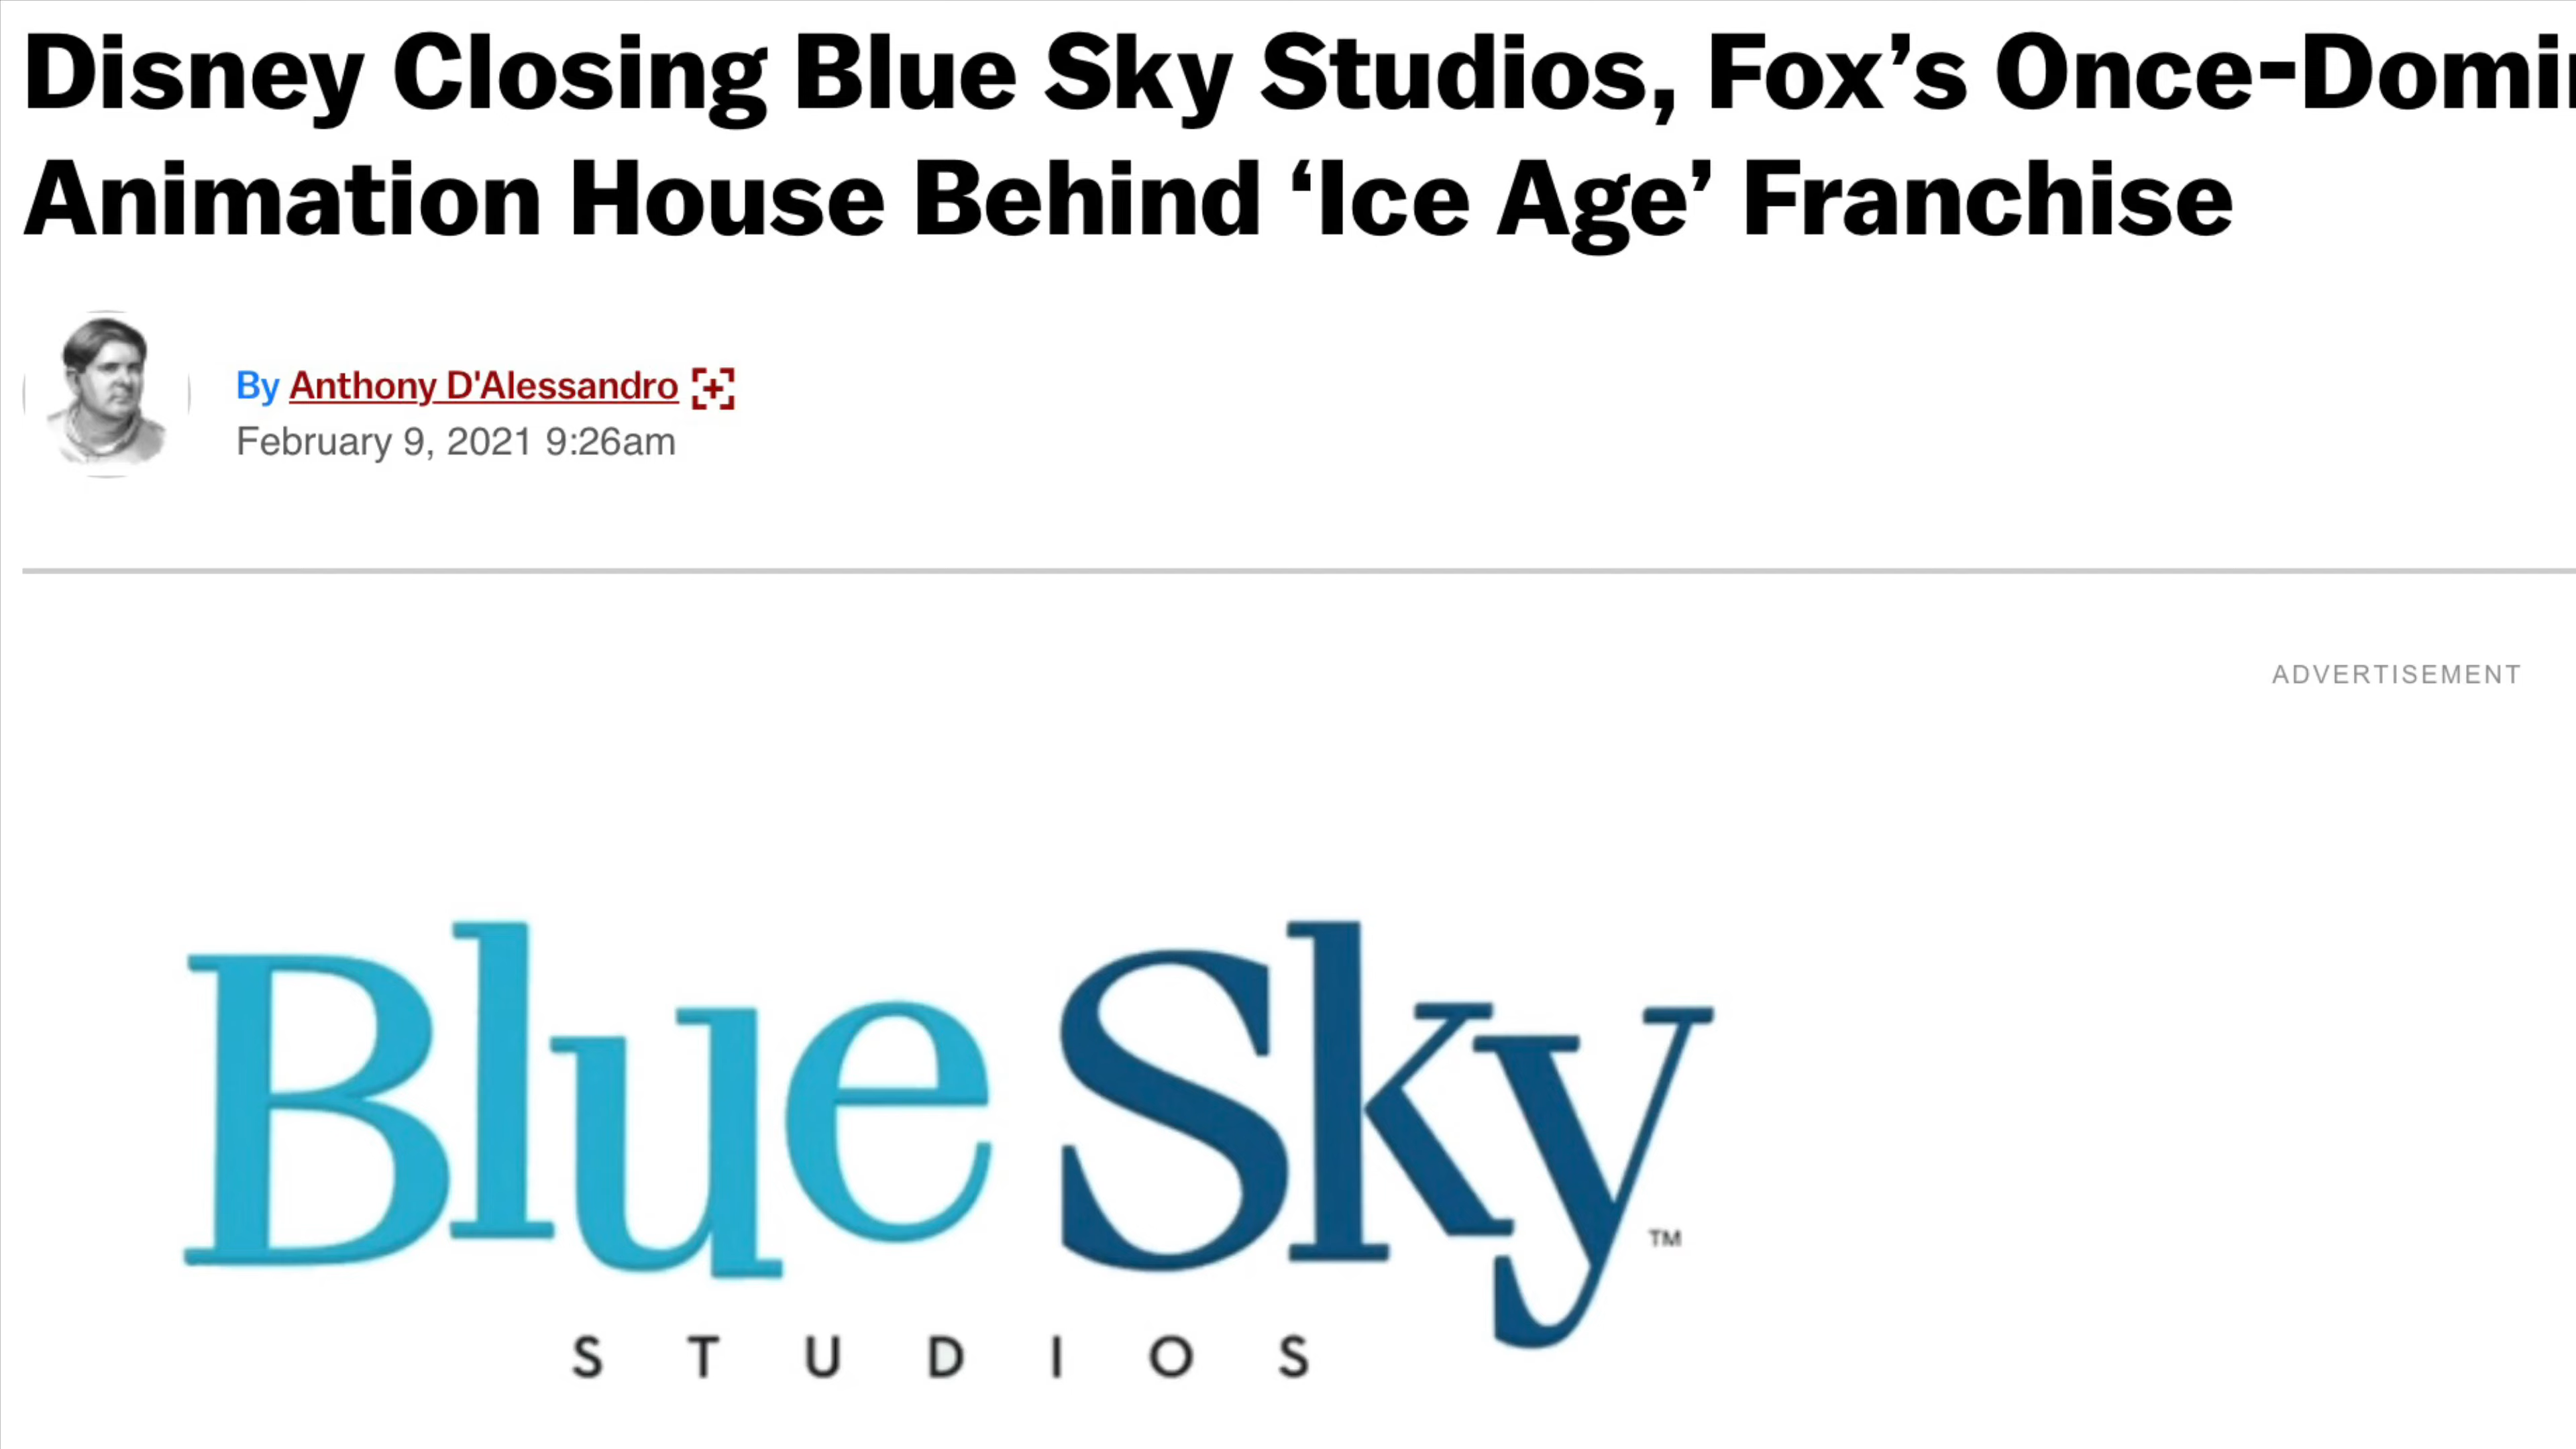 Disney Closing Blue Sky Studios, Fox’s Once-Domi
Animation House Behind ‘Ice Age’ Franchise
By Anthony D'Alessandro [+]
February 9, 2021 9:26am
ADVERTISEMENT
Blue Sky
TM
STUDIOS